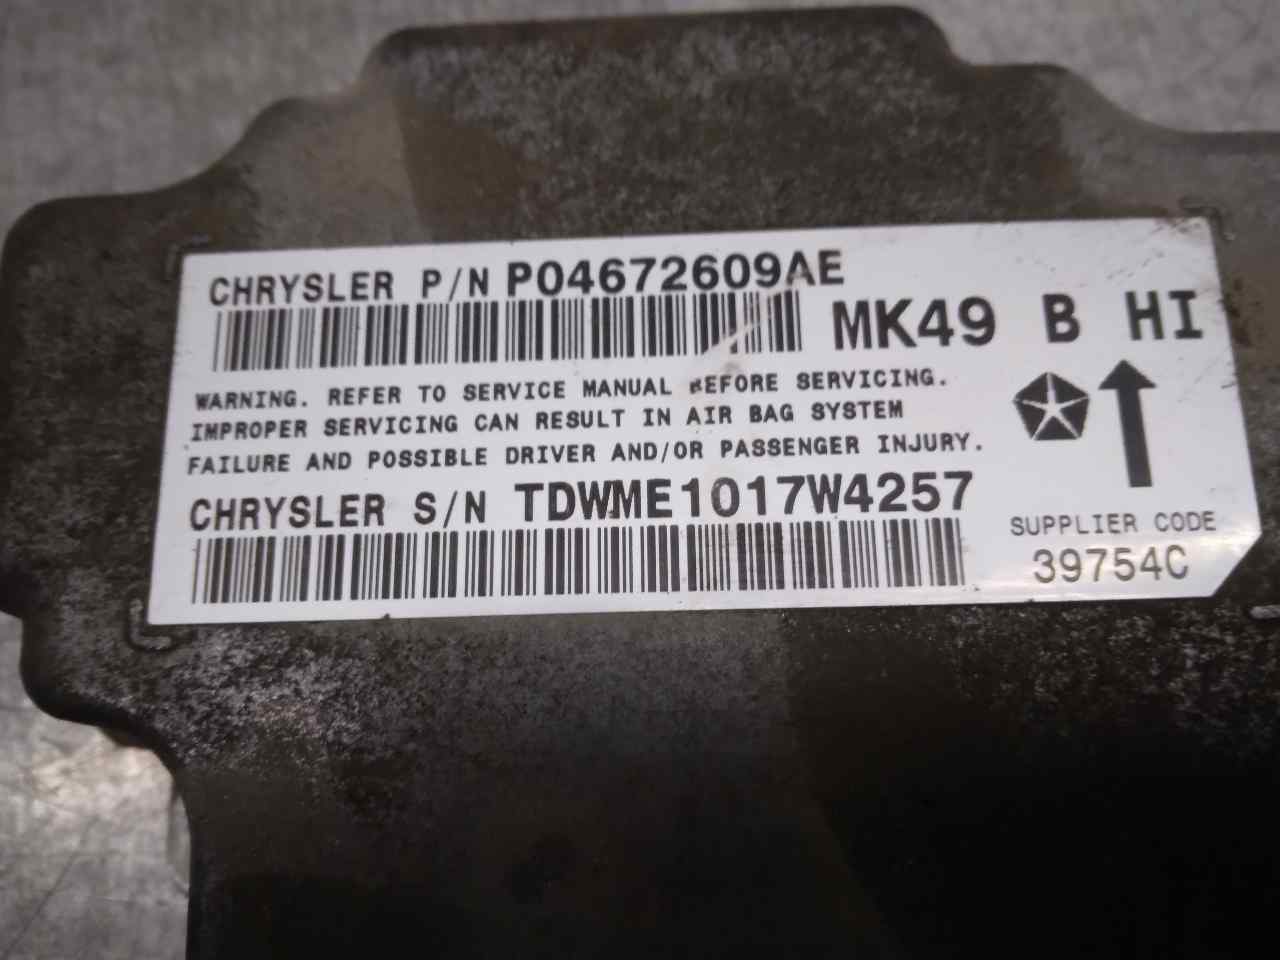 CHRYSLER P/N P04672609AE
MK49 B HI
WARNING. REFER TO SERVICE MANUAL BEFORE SERVICING.
IMPROPER SERVICING CAN RESULT IN AIR BAG SYSTEM
FAILURE AND POSSIBLE DRIVER AND/OR PASSENGER INJURY.
CHRYSLER S/N TDWME1017W4257
SUPPLIER CODE
39754C